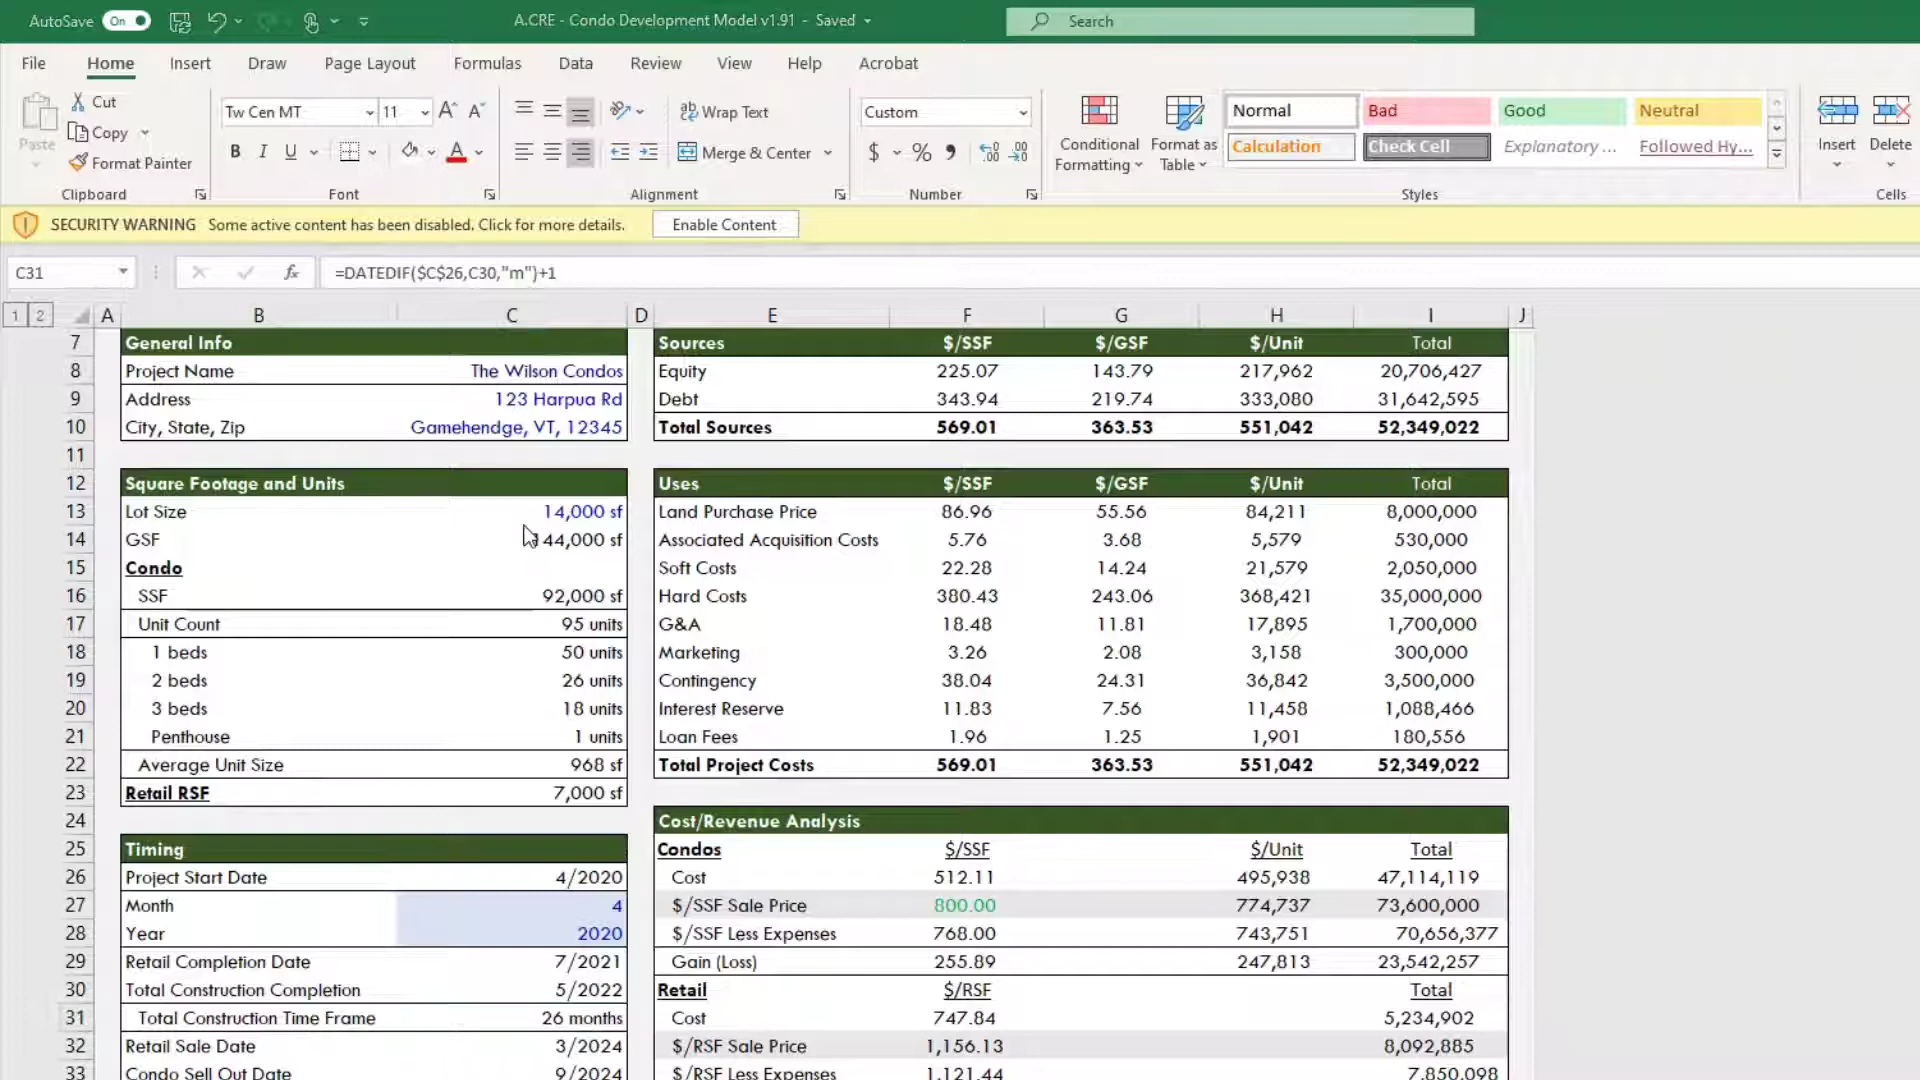 AutoSave On A.CRE - Condo Development Model v1.91 - Saved Search
File Home Insert Draw Page Layout Formulas Data Review View Help Acrobat
Paste Cut Copy Format Painter Clipboard
Tw Cen MT 11 B I U A Font
Wrap Text Merge & Center Alignment
Custom $ % Number
Conditional Formatting Format as Table
Normal Bad Good Neutral
Calculation Check Cell Explanatory ... Followed Hy...
Styles
Insert Delete Cells
SECURITY WARNING Some active content has been disabled. Click for more details. Enable Content
C31 fx =DATEDIF($C$26,C30,"m")+1
1 2 A B C D E F G H I J
7 General Info Sources $/SSF $/GSF $/Unit Total
8 Project Name The Wilson Condos Equity 225.07 143.79 217,962 20,706,427
9 Address 123 Harpua Rd Debt 343.94 219.74 333,080 31,642,595
10 City, State, Zip Gamehendge, VT, 12345 Total Sources 569.01 363.53 551,042 52,349,022
11
12 Square Footage and Units Uses $/SSF $/GSF $/Unit Total
13 Lot Size 14,000 sf Land Purchase Price 86.96 55.56 84,211 8,000,000
14 GSF 144,000 sf Associated Acquisition Costs 5.76 3.68 5,579 530,000
15 Condo Soft Costs 22.28 14.24 21,579 2,050,000
16 SSF 92,000 sf Hard Costs 380.43 243.06 368,421 35,000,000
17 Unit Count 95 units G&A 18.48 11.81 17,895 1,700,000
18 1 beds 50 units Marketing 3.26 2.08 3,158 300,000
19 2 beds 26 units Contingency 38.04 24.31 36,842 3,500,000
20 3 beds 18 units Interest Reserve 11.83 7.56 11,458 1,088,466
21 Penthouse 1 units Loan Fees 1.96 1.25 1,901 180,556
22 Average Unit Size 968 sf Total Project Costs 569.01 363.53 551,042 52,349,022
23 Retail RSF 7,000 sf
24 Cost/Revenue Analysis
25 Timing Condos $/SSF $/Unit Total
26 Project Start Date 4/2020 Cost 512.11 495,938 47,114,119
27 Month 4 $/SSF Sale Price 800.00 774,737 73,600,000
28 Year 2020 $/SSF Less Expenses 768.00 743,751 70,656,377
29 Retail Completion Date 7/2021 Gain (Loss) 255.89 247,813 23,542,257
30 Total Construction Completion 5/2022 Retail $/RSF Total
31 Total Construction Time Frame 26 months Cost 747.84 5,234,902
32 Retail Sale Date 3/2024 $/RSF Sale Price 1,156.13 8,092,885
33 Condo Sell Out Date 9/2024 $/RSF Less Expenses 1,121.44 7,850,098